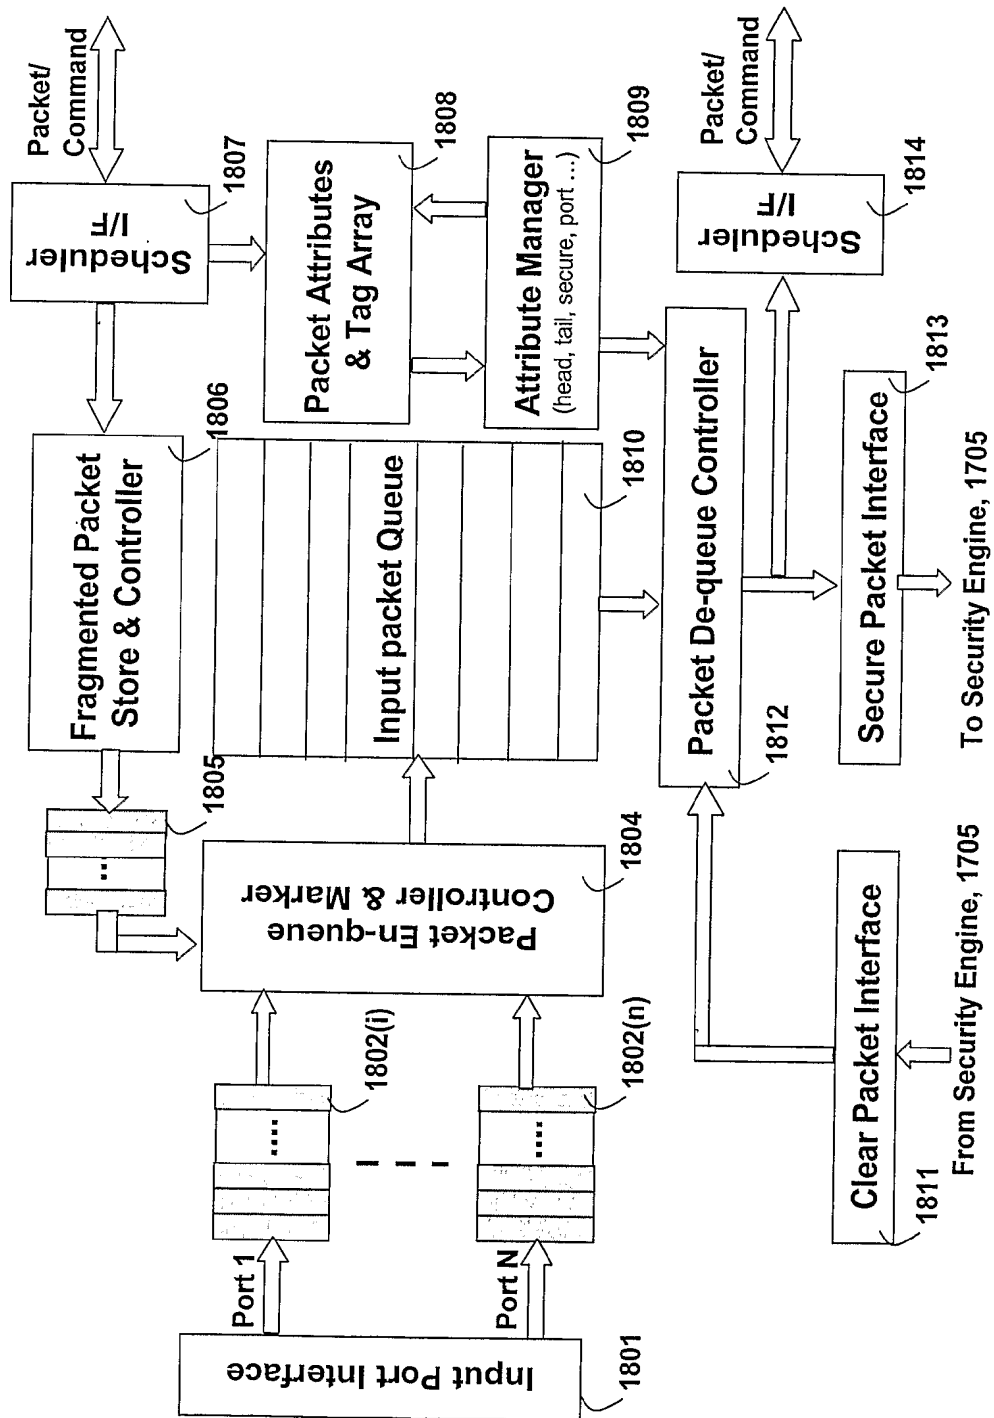 Input Port Interface
1801
Port 1
Port N
....
1802(i)
....
1802(n)
Packet En-queue
Controller & Marker
1804
...
1805
Fragmented Packet
Store & Controller
1806
Scheduler
I/F
1807
Packet/
Command
Input packet Queue
1810
Packet Attributes
& Tag Array
1808
Attribute Manager
(head, tail, secure, port ...)
1809
Clear Packet Interface
1811
From Security Engine, 1705
Packet De-queue Controller
1812
Secure Packet Interface
1813
To Security Engine, 1705
Scheduler
I/F
1814
Packet/
Command